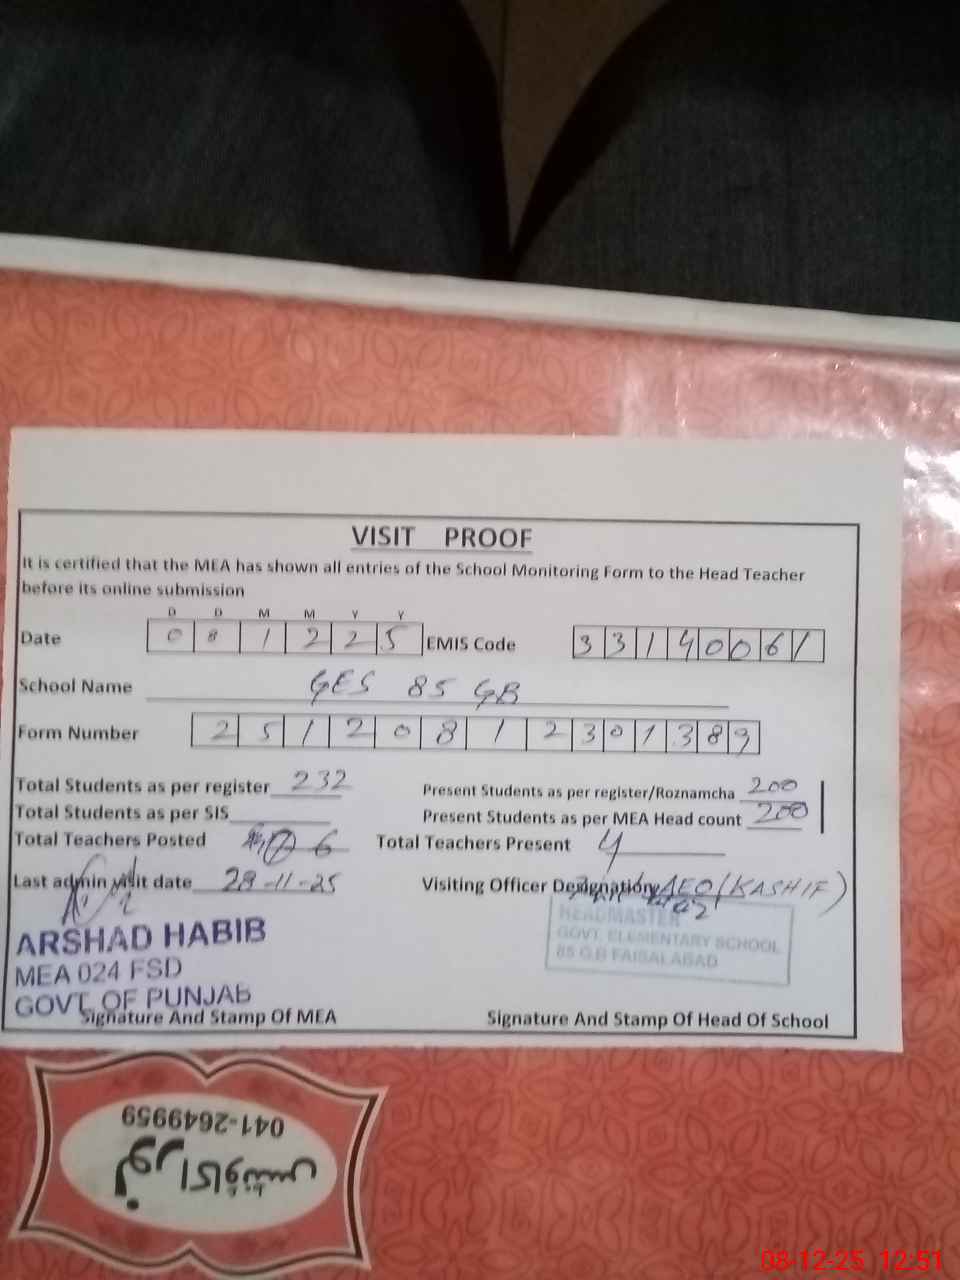 VISIT PROOF
It is certified that the MEA has shown all entries of the School Monitoring Form to the Head Teacher
before its online submission
D D M M Y Y
Date 0 8 1 2 2 5 EMIS Code 3 3 1 4 0 0 6 1
School Name GES 85 GB
Form Number 2 5 1 2 0 8 1 2 3 0 1 3 8 9
Total Students as per register 232 Present Students as per register/Roznamcha 200
Total Students as per SIS Present Students as per MEA Head count 200
Total Teachers Posted 6 Total Teachers Present 4
Last admin visit date 28-11-25 Visiting Officer Designation AEO (KASHIF)
ARSHAD HABIB
MEA 024 FSD
GOVT. OF PUNJAB
HEADMASTER
GOVT. ELEMENTARY SCHOOL
85 G.B FAISALABAD
Signature And Stamp Of MEA Signature And Stamp Of Head Of School
041-2649959
08-12-25 12:51